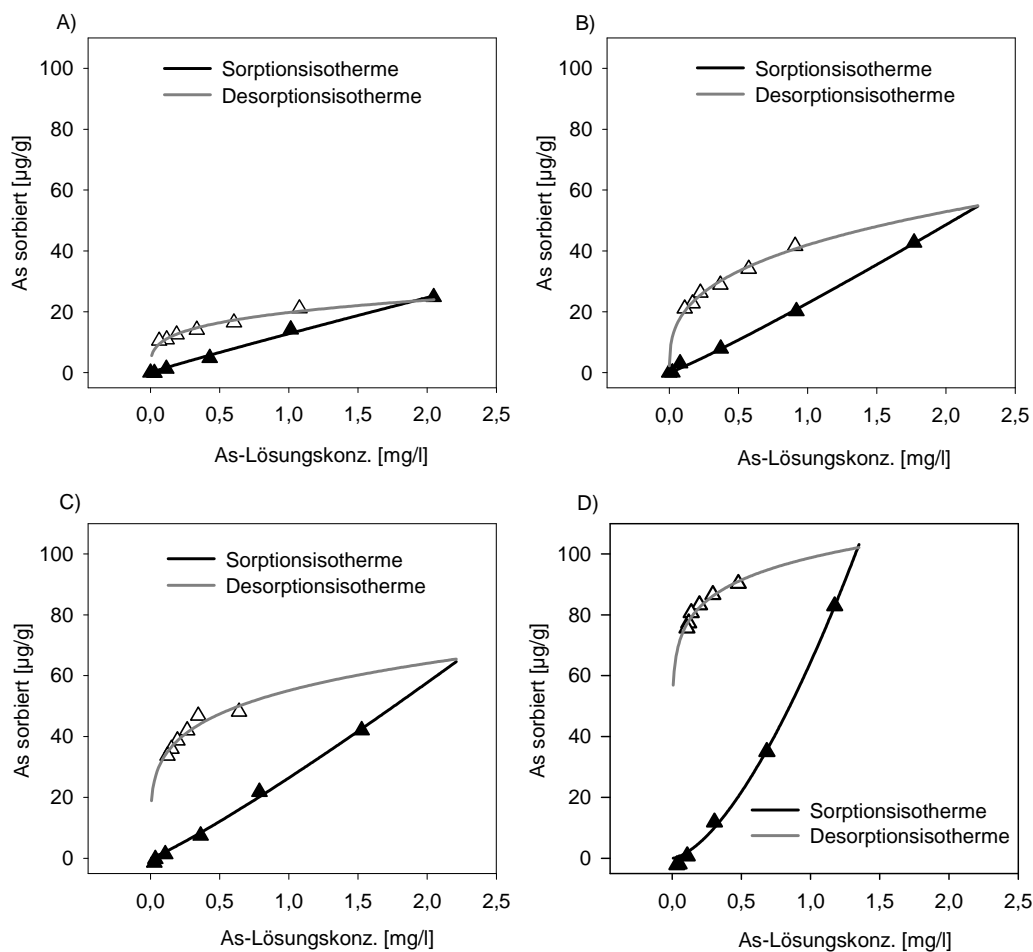 A)
Sorptionsisotherme
Desorptionsisotherme
As sorbiert [µg/g]
100
80
60
40
20
0
0,0 0,5 1,0 1,5 2,0 2,5
As-Lösungskonz. [mg/l]
B)
Sorptionsisotherme
Desorptionsisotherme
As sorbiert [µg/g]
100
80
60
40
20
0
0,0 0,5 1,0 1,5 2,0 2,5
As-Lösungskonz. [mg/l]
C)
Sorptionsisotherme
Desorptionsisotherme
As sorbiert [µg/g]
100
80
60
40
20
0
0,0 0,5 1,0 1,5 2,0 2,5
As-Lösungskonz. [mg/l]
D)
As sorbiert [µg/g]
100
80
60
40
20
0
Sorptionsisotherme
Desorptionsisotherme
0,0 0,5 1,0 1,5 2,0 2,5
As-Lösungskonz. [mg/l]